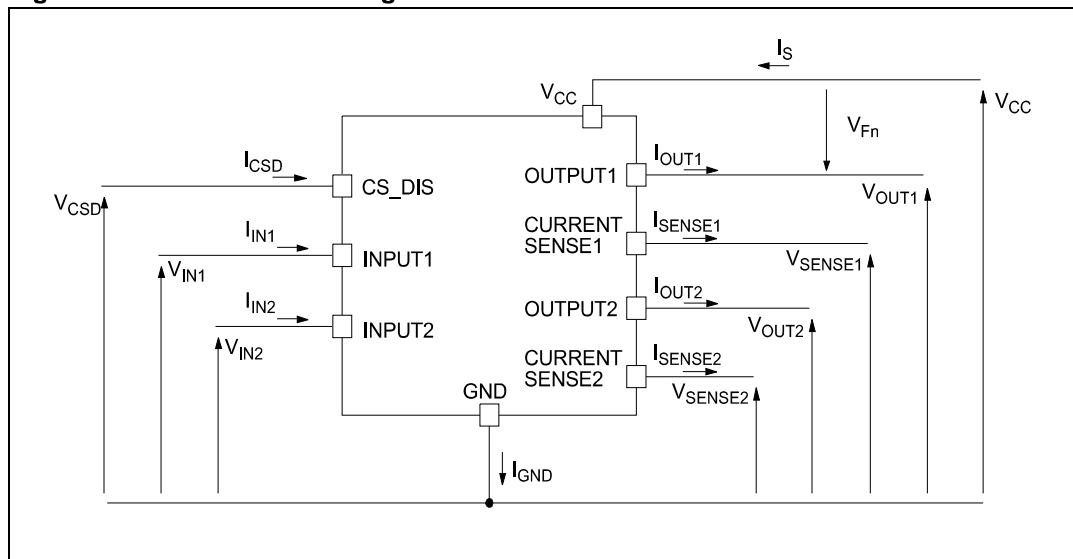 I_S
V_CC
V_CC
V_Fn
I_CSD
CS_DIS
V_CSD
I_OUT1
OUTPUT1
V_OUT1
I_IN1
INPUT1
V_IN1
CURRENT
SENSE1
I_SENSE1
V_SENSE1
I_IN2
INPUT2
V_IN2
I_OUT2
OUTPUT2
V_OUT2
CURRENT
SENSE2
I_SENSE2
V_SENSE2
GND
I_GND